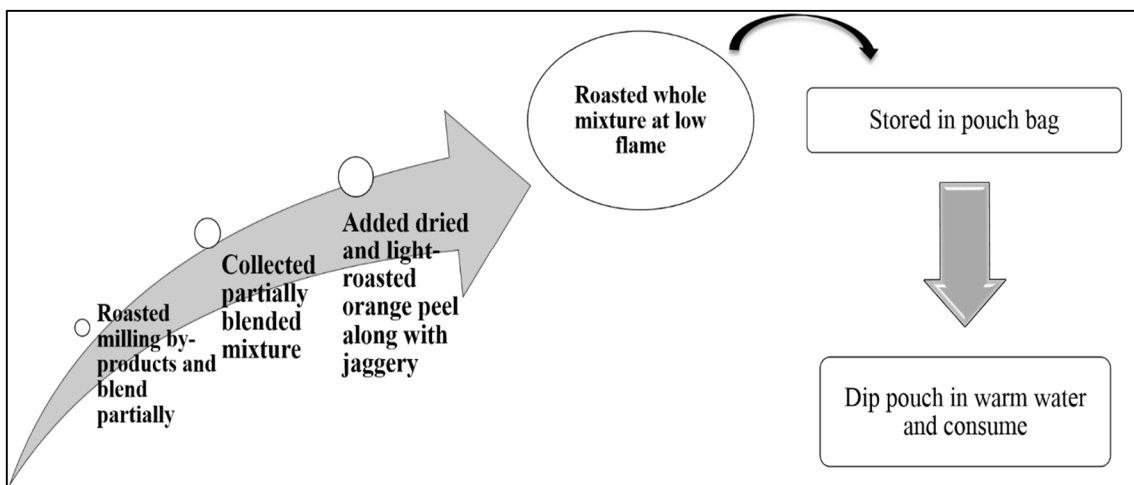 Roasted
milling by-
products and
blend
partially
Collected
partially
blended
mixture
Added dried
and light-
roasted
orange peel
along with
jaggery
Roasted whole
mixture at low
flame
Stored in pouch bag
Dip pouch in warm water
and consume